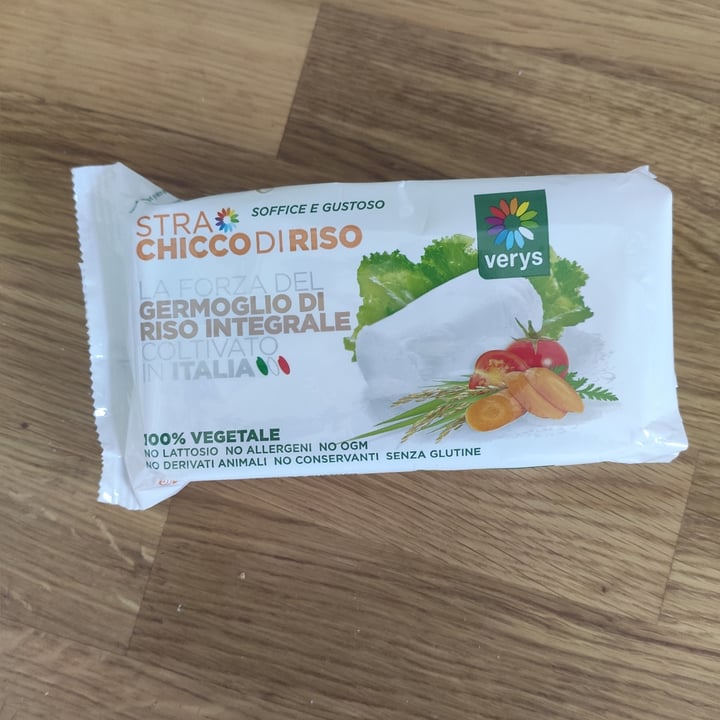 SOFFICE E GUSTOSO
STRA
CHICCO DI RISO
verys
LA FORZA DEL
GERMOGLIO DI
RISO INTEGRALE
COLTIVATO
IN ITALIA
100% VEGETALE
NO LATTOSIO NO ALLERGENI NO OGM
NO DERIVATI ANIMALI NO CONSERVANTI SENZA GLUTINE